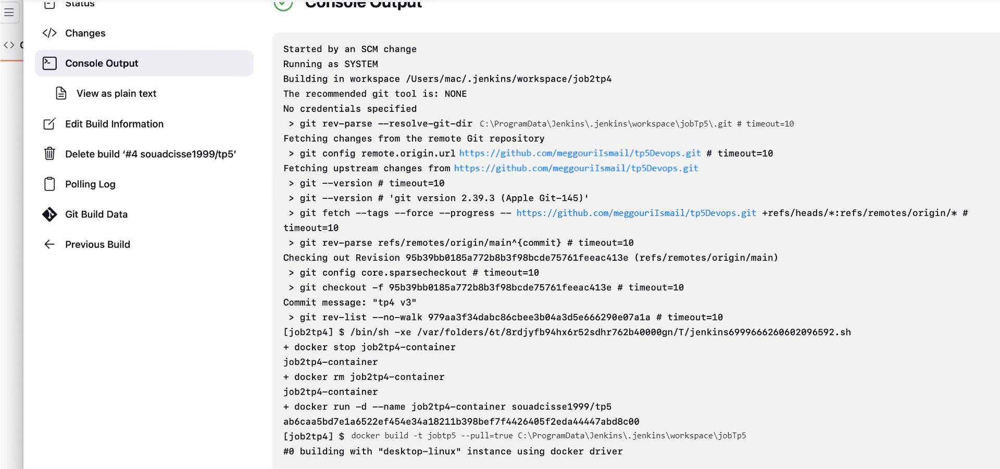 Status
Changes
Console Output
View as plain text
Edit Build Information
Delete build ‘#4 souadcisse1999/tp5’
Polling Log
Git Build Data
Previous Build
Console Output
Started by an SCM change
Running as SYSTEM
Building in workspace /Users/mac/.jenkins/workspace/job2tp4
The recommended git tool is: NONE
No credentials specified
> git rev-parse --resolve-git-dir C:\ProgramData\Jenkins\.jenkins\workspace\jobTp5\.git # timeout=10
Fetching changes from the remote Git repository
> git config remote.origin.url https://github.com/meggouriIsmail/tp5Devops.git # timeout=10
Fetching upstream changes from https://github.com/meggouriIsmail/tp5Devops.git
> git --version # timeout=10
> git --version # 'git version 2.39.3 (Apple Git-145)'
> git fetch --tags --force --progress -- https://github.com/meggouriIsmail/tp5Devops.git +refs/heads/*:refs/remotes/origin/* #
timeout=10
> git rev-parse refs/remotes/origin/main^{commit} # timeout=10
Checking out Revision 95b39bb0185a772b8b3f98bcde75761feeac413e (refs/remotes/origin/main)
> git config core.sparsecheckout # timeout=10
> git checkout -f 95b39bb0185a772b8b3f98bcde75761feeac413e # timeout=10
Commit message: "tp4 v3"
> git rev-list --no-walk 979aa3f34dabc86cbee3b04a3d5e666290e07a1a # timeout=10
[job2tp4] $ /bin/sh -xe /var/folders/6t/8rdjyfb94hx6r52sdhr762b40000gn/T/jenkins6999666260602096592.sh
+ docker stop job2tp4-container
job2tp4-container
+ docker rm job2tp4-container
job2tp4-container
+ docker run -d --name job2tp4-container souadcisse1999/tp5
ab6caa5bd7e1a6522ef454e34a18211b398bef7f4426405f2eda44447abd8c00
[job2tp4] $ docker build -t jobtp5 --pull=true C:\ProgramData\Jenkins\.jenkins\workspace\jobTp5
#0 building with "desktop-linux" instance using docker driver